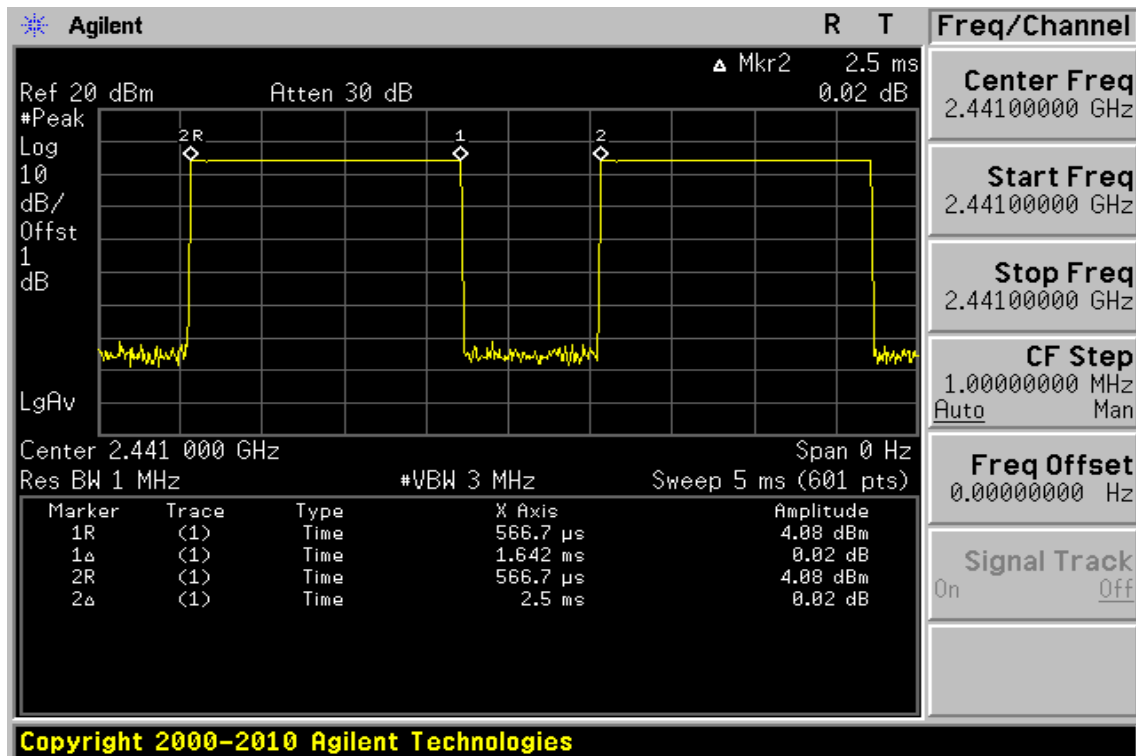 Agilent R T
Freq/Channel
Δ Mkr2 2.5 ms
Ref 20 dBm Atten 30 dB 0.02 dB
#Peak
Log
10
dB/
Offst
1
dB
LgAv
2R 1 2
Center 2.441 000 GHz Span 0 Hz
Res BW 1 MHz #VBW 3 MHz Sweep 5 ms (601 pts)
Marker Trace Type X Axis Amplitude
1R (1) Time 566.7 µs 4.08 dBm
1Δ (1) Time 1.642 ms 0.02 dB
2R (1) Time 566.7 µs 4.08 dBm
2Δ (1) Time 2.5 ms 0.02 dB
Center Freq
2.44100000 GHz
Start Freq
2.44100000 GHz
Stop Freq
2.44100000 GHz
CF Step
1.00000000 MHz
Auto Man
Freq Offset
0.00000000 Hz
Signal Track
On Off
Copyright 2000-2010 Agilent Technologies